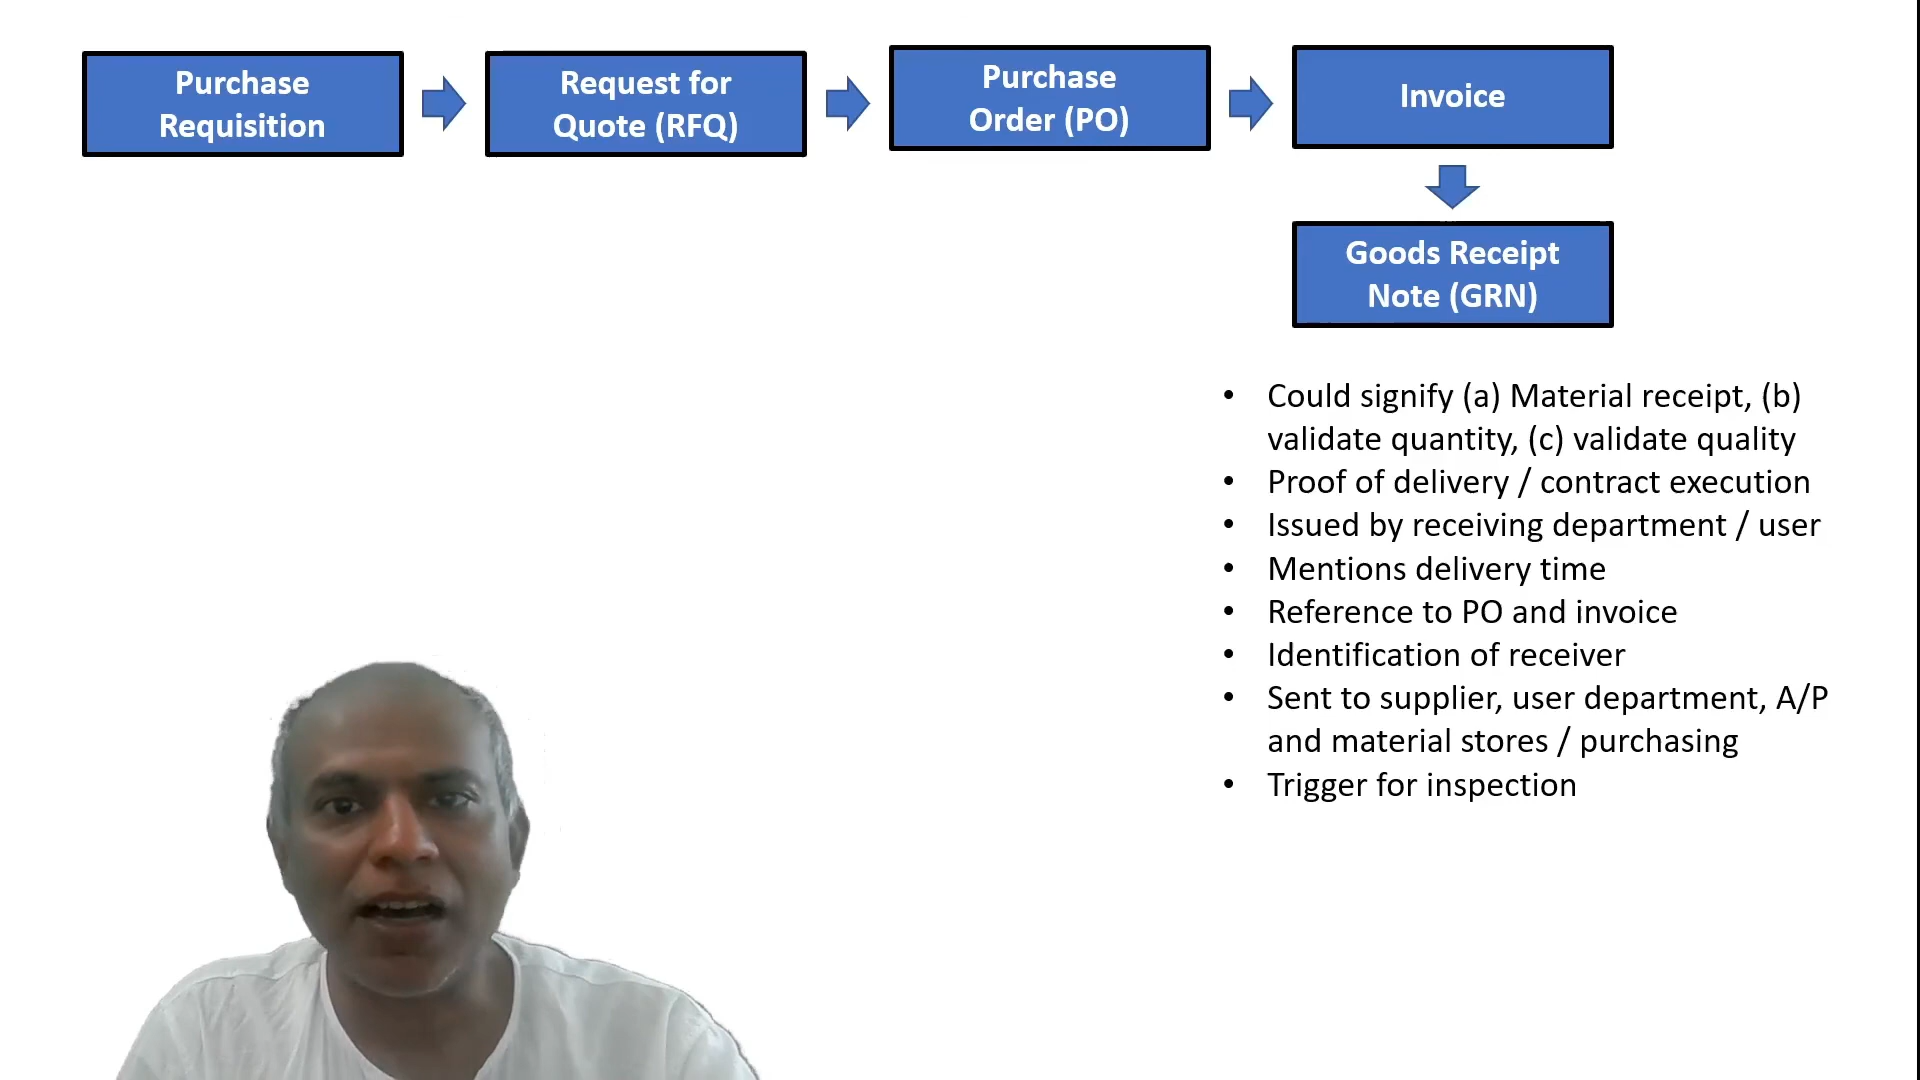 Purchase
Requisition
Request for
Quote (RFQ)
Purchase
Order (PO)
Invoice
Goods Receipt
Note (GRN)
• Could signify (a) Material receipt, (b)
validate quantity, (c) validate quality
• Proof of delivery / contract execution
• Issued by receiving department / user
• Mentions delivery time
• Reference to PO and invoice
• Identification of receiver
• Sent to supplier, user department, A/P
and material stores / purchasing
• Trigger for inspection